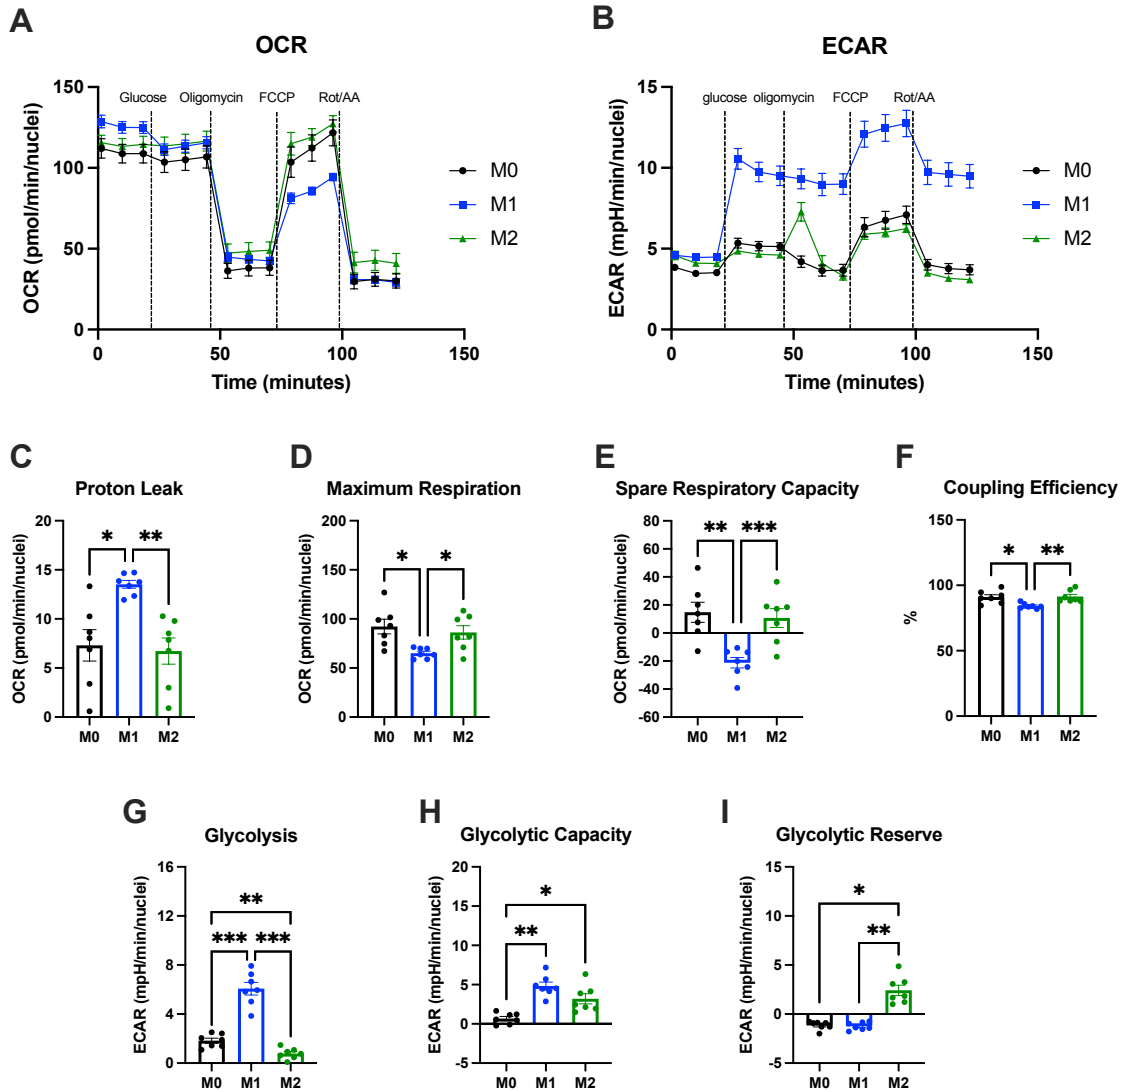 A
OCR
OCR (pmol/min/nuclei)
150
100
50
0
Glucose
Oligomycin
FCCP
Rot/AA
M0
M1
M2
0
50
100
150
Time (minutes)
B
ECAR
ECAR (mpH/min/nuclei)
15
10
5
0
glucose
oligomycin
FCCP
Rot/AA
M0
M1
M2
0
50
100
150
Time (minutes)
C
Proton Leak
OCR (pmol/min/nuclei)
20
15
10
5
0
*
**
M0
M1
M2
D
Maximum Respiration
OCR (pmol/min/nuclei)
200
150
100
50
0
*
*
M0
M1
M2
E
Spare Respiratory Capacity
OCR (pmol/min/nuclei)
80
60
40
20
0
-20
-40
-60
**
***
M0
M1
M2
F
Coupling Efficiency
%
150
100
50
0
*
**
M0
M1
M2
G
Glycolysis
ECAR (mpH/min/nuclei)
16
12
8
4
0
**
***
***
M0
M1
M2
H
Glycolytic Capacity
ECAR (mpH/min/nuclei)
20
15
10
5
0
-5
*
**
M0
M1
M2
I
Glycolytic Reserve
ECAR (mpH/min/nuclei)
15
10
5
0
-5
*
**
M0
M1
M2